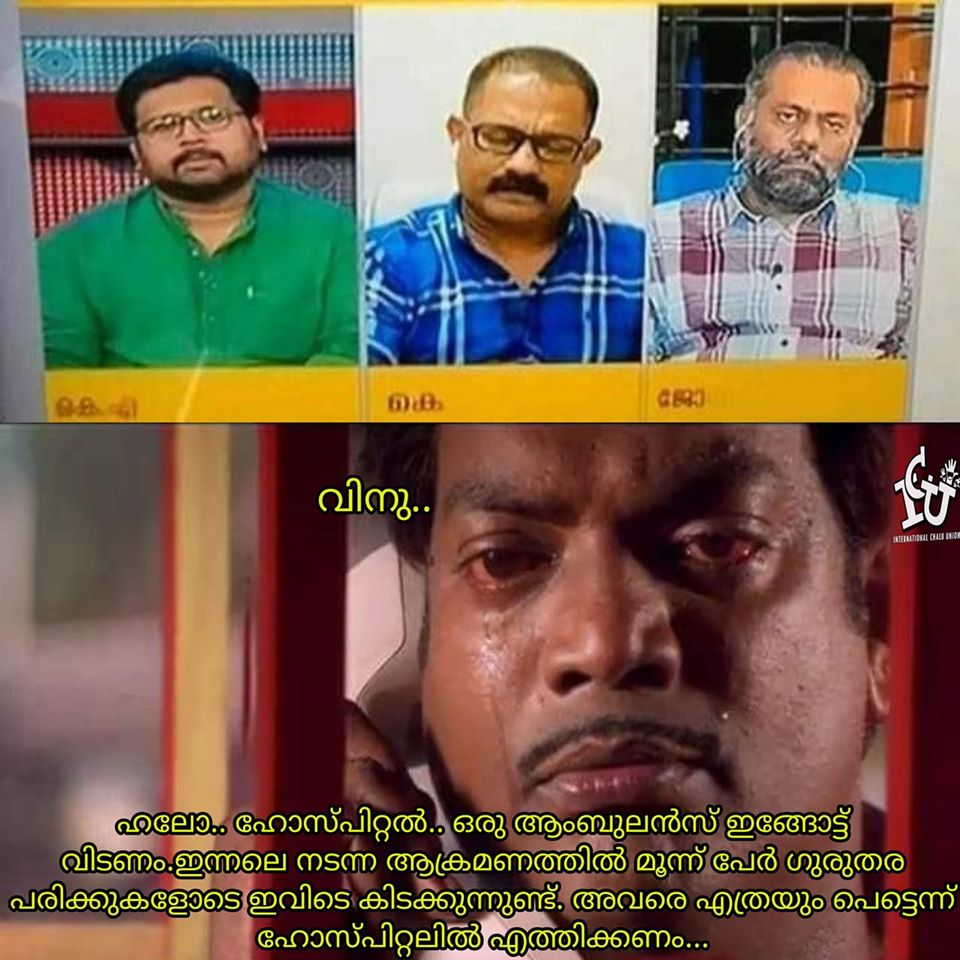 കെ
ജോ
വിനു..
ICU
INTERNATIONAL CHALU UNION
ഹലോ.. ഹോസ്പിറ്റൽ.. ഒരു ആംബുലൻസ് ഇങ്ങോട്ട്
വിടണം.ഇന്നലെ നടന്ന ആക്രമണത്തിൽ മൂന്ന് പേർ ഗുരുതര
പരിക്കുകളോടെ ഇവിടെ കിടക്കുന്നുണ്ട്. അവരെ എത്രയും പെട്ടെന്ന്
ഹോസ്പിറ്റലിൽ എത്തിക്കണം...